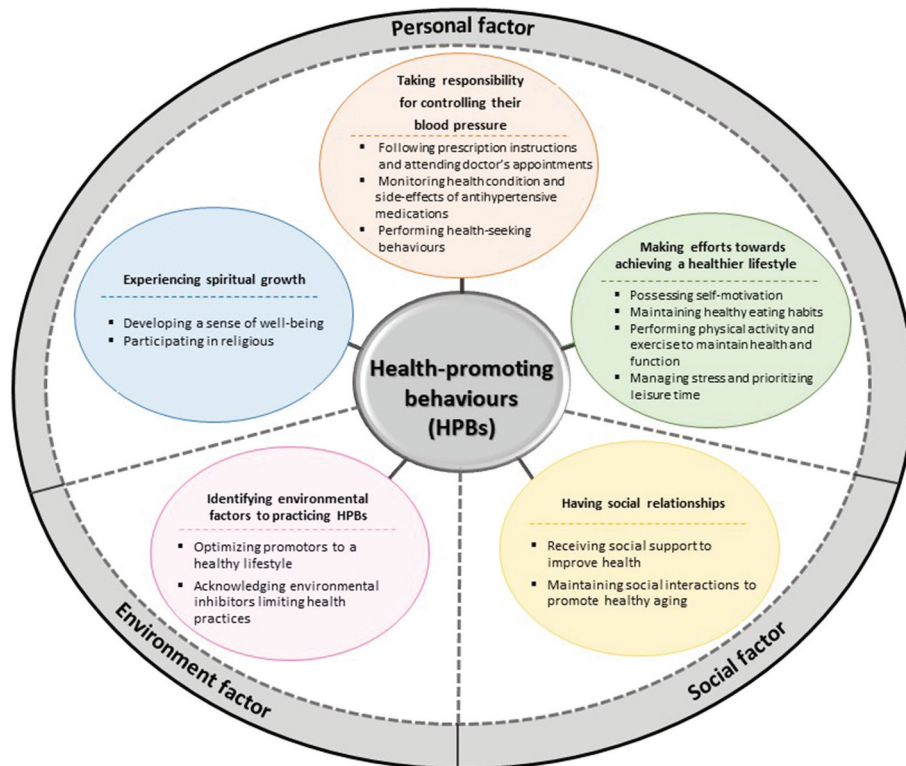 Personal factor
Taking responsibility
for controlling their
blood pressure
▪ Following prescription instructions
and attending doctor's appointments
▪ Monitoring health condition and
side-effects of antihypertensive
medications
▪ Performing health-seeking
behaviours
Experiencing spiritual growth
▪ Developing a sense of well-being
▪ Participating in religious
Making efforts towards
achieving a healthier lifestyle
▪ Possessing self-motivation
▪ Maintaining healthy eating habits
▪ Performing physical activity and
exercise to maintain health and
function
▪ Managing stress and prioritizing
leisure time
Health-promoting
behaviours
(HPBs)
Identifying environmental
factors to practicing HPBs
▪ Optimizing promotors to a
healthy lifestyle
▪ Acknowledging environmental
inhibitors limiting health
practices
Having social relationships
▪ Receiving social support to
improve health
▪ Maintaining social interactions to
promote healthy aging
Environment factor
Social factor